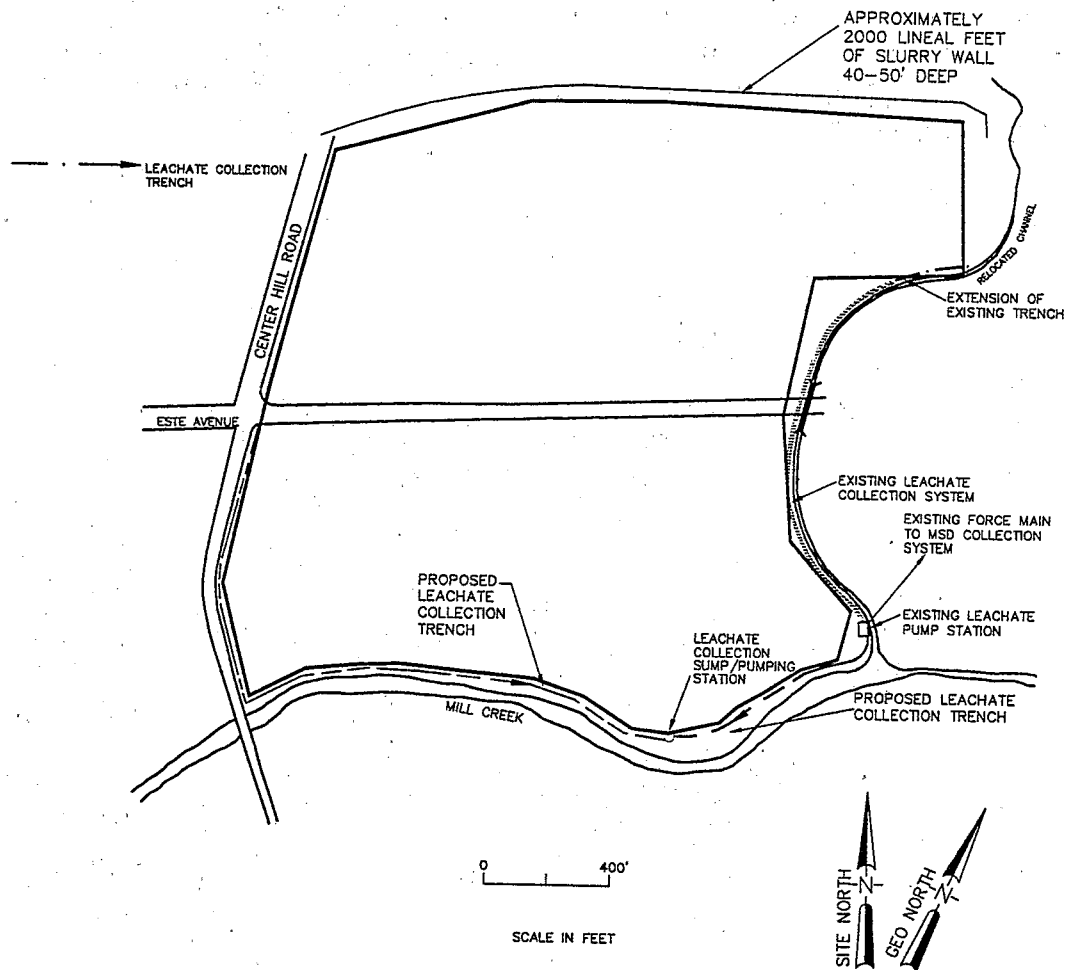 APPROXIMATELY
2000 LINEAL FEET
OF SLURRY WALL
40-50' DEEP
LEACHATE COLLECTION
TRENCH
CENTER HILL ROAD
RELOCATED CHANNEL
EXTENSION OF
EXISTING TRENCH
ESTE AVENUE
EXISTING LEACHATE
COLLECTION SYSTEM
EXISTING FORCE MAIN
TO MSD COLLECTION
SYSTEM
PROPOSED
LEACHATE
COLLECTION
TRENCH
EXISTING LEACHATE
PUMP STATION
LEACHATE
COLLECTION
SUMP/PUMPING
STATION
MILL CREEK
PROPOSED LEACHATE
COLLECTION TRENCH
0 400'
SCALE IN FEET
SITE NORTH
N
GEO NORTH
N